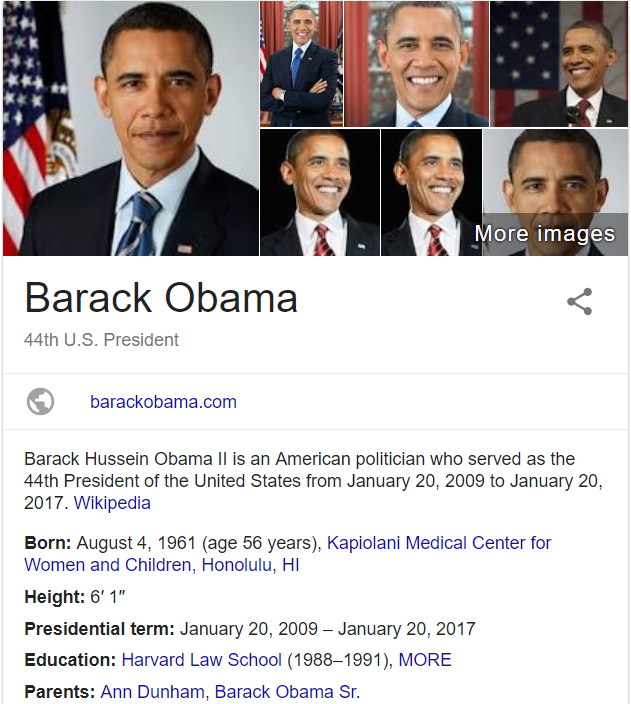 More images
Barack Obama
44th U.S. President
barackobama.com
Barack Hussein Obama II is an American politician who served as the
44th President of the United States from January 20, 2009 to January 20,
2017. Wikipedia
Born: August 4, 1961 (age 56 years), Kapiolani Medical Center for
Women and Children, Honolulu, HI
Height: 6′ 1″
Presidential term: January 20, 2009 – January 20, 2017
Education: Harvard Law School (1988–1991), MORE
Parents: Ann Dunham, Barack Obama Sr.